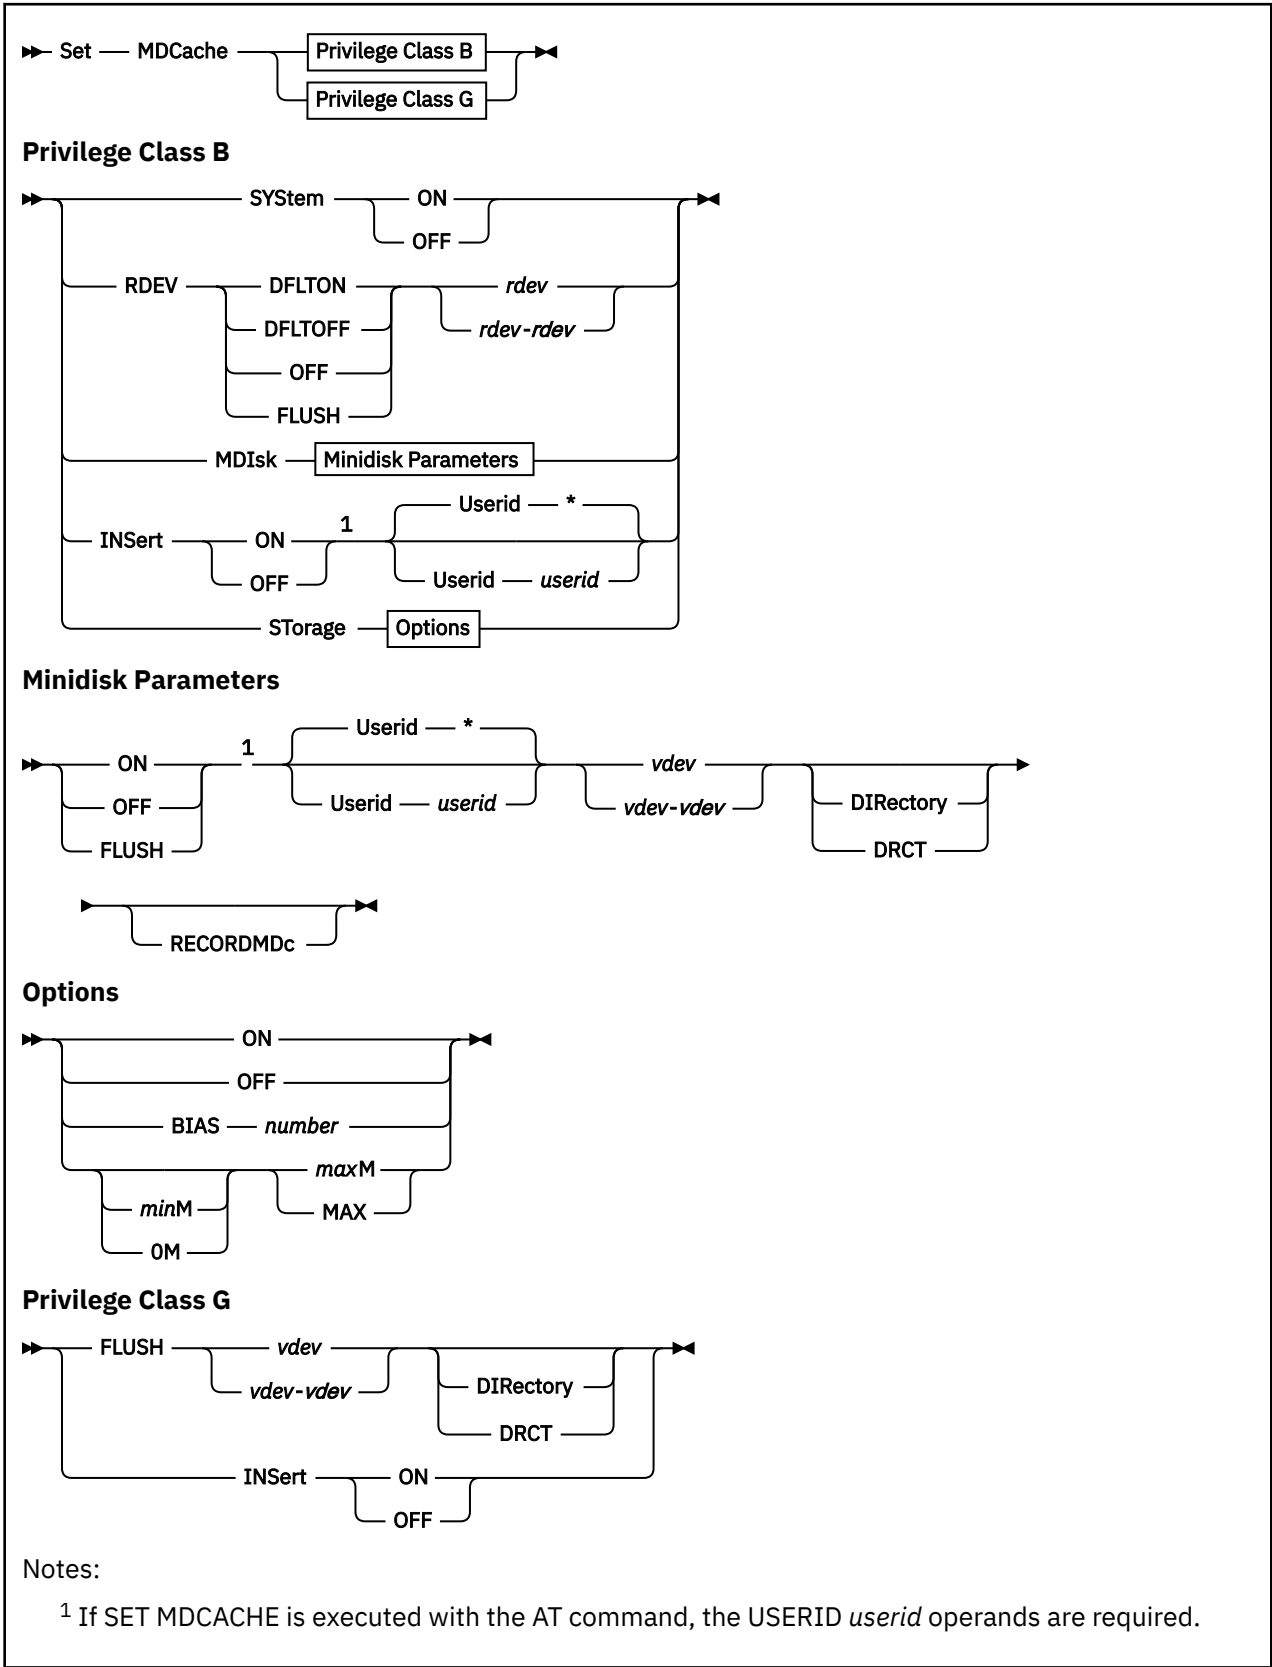 Set MDCache Privilege Class B
Privilege Class G
Privilege Class B
SYStem ON
OFF
RDEV DFLTON rdev
DFLTOFF rdev-rdev
OFF
FLUSH
MDIsk Minidisk Parameters
Userid *
INSert ON 1
OFF Userid userid
STorage Options
Minidisk Parameters
Userid *
ON 1 vdev
OFF Userid userid vdev-vdev DIRectory
FLUSH DRCT
RECORDMDc
Options
ON
OFF
BIAS number
maxM
minM MAX
0M
Privilege Class G
FLUSH vdev
vdev-vdev DIRectory
DRCT
INSert ON
OFF
Notes:
1 If SET MDCACHE is executed with the AT command, the USERID userid operands are required.